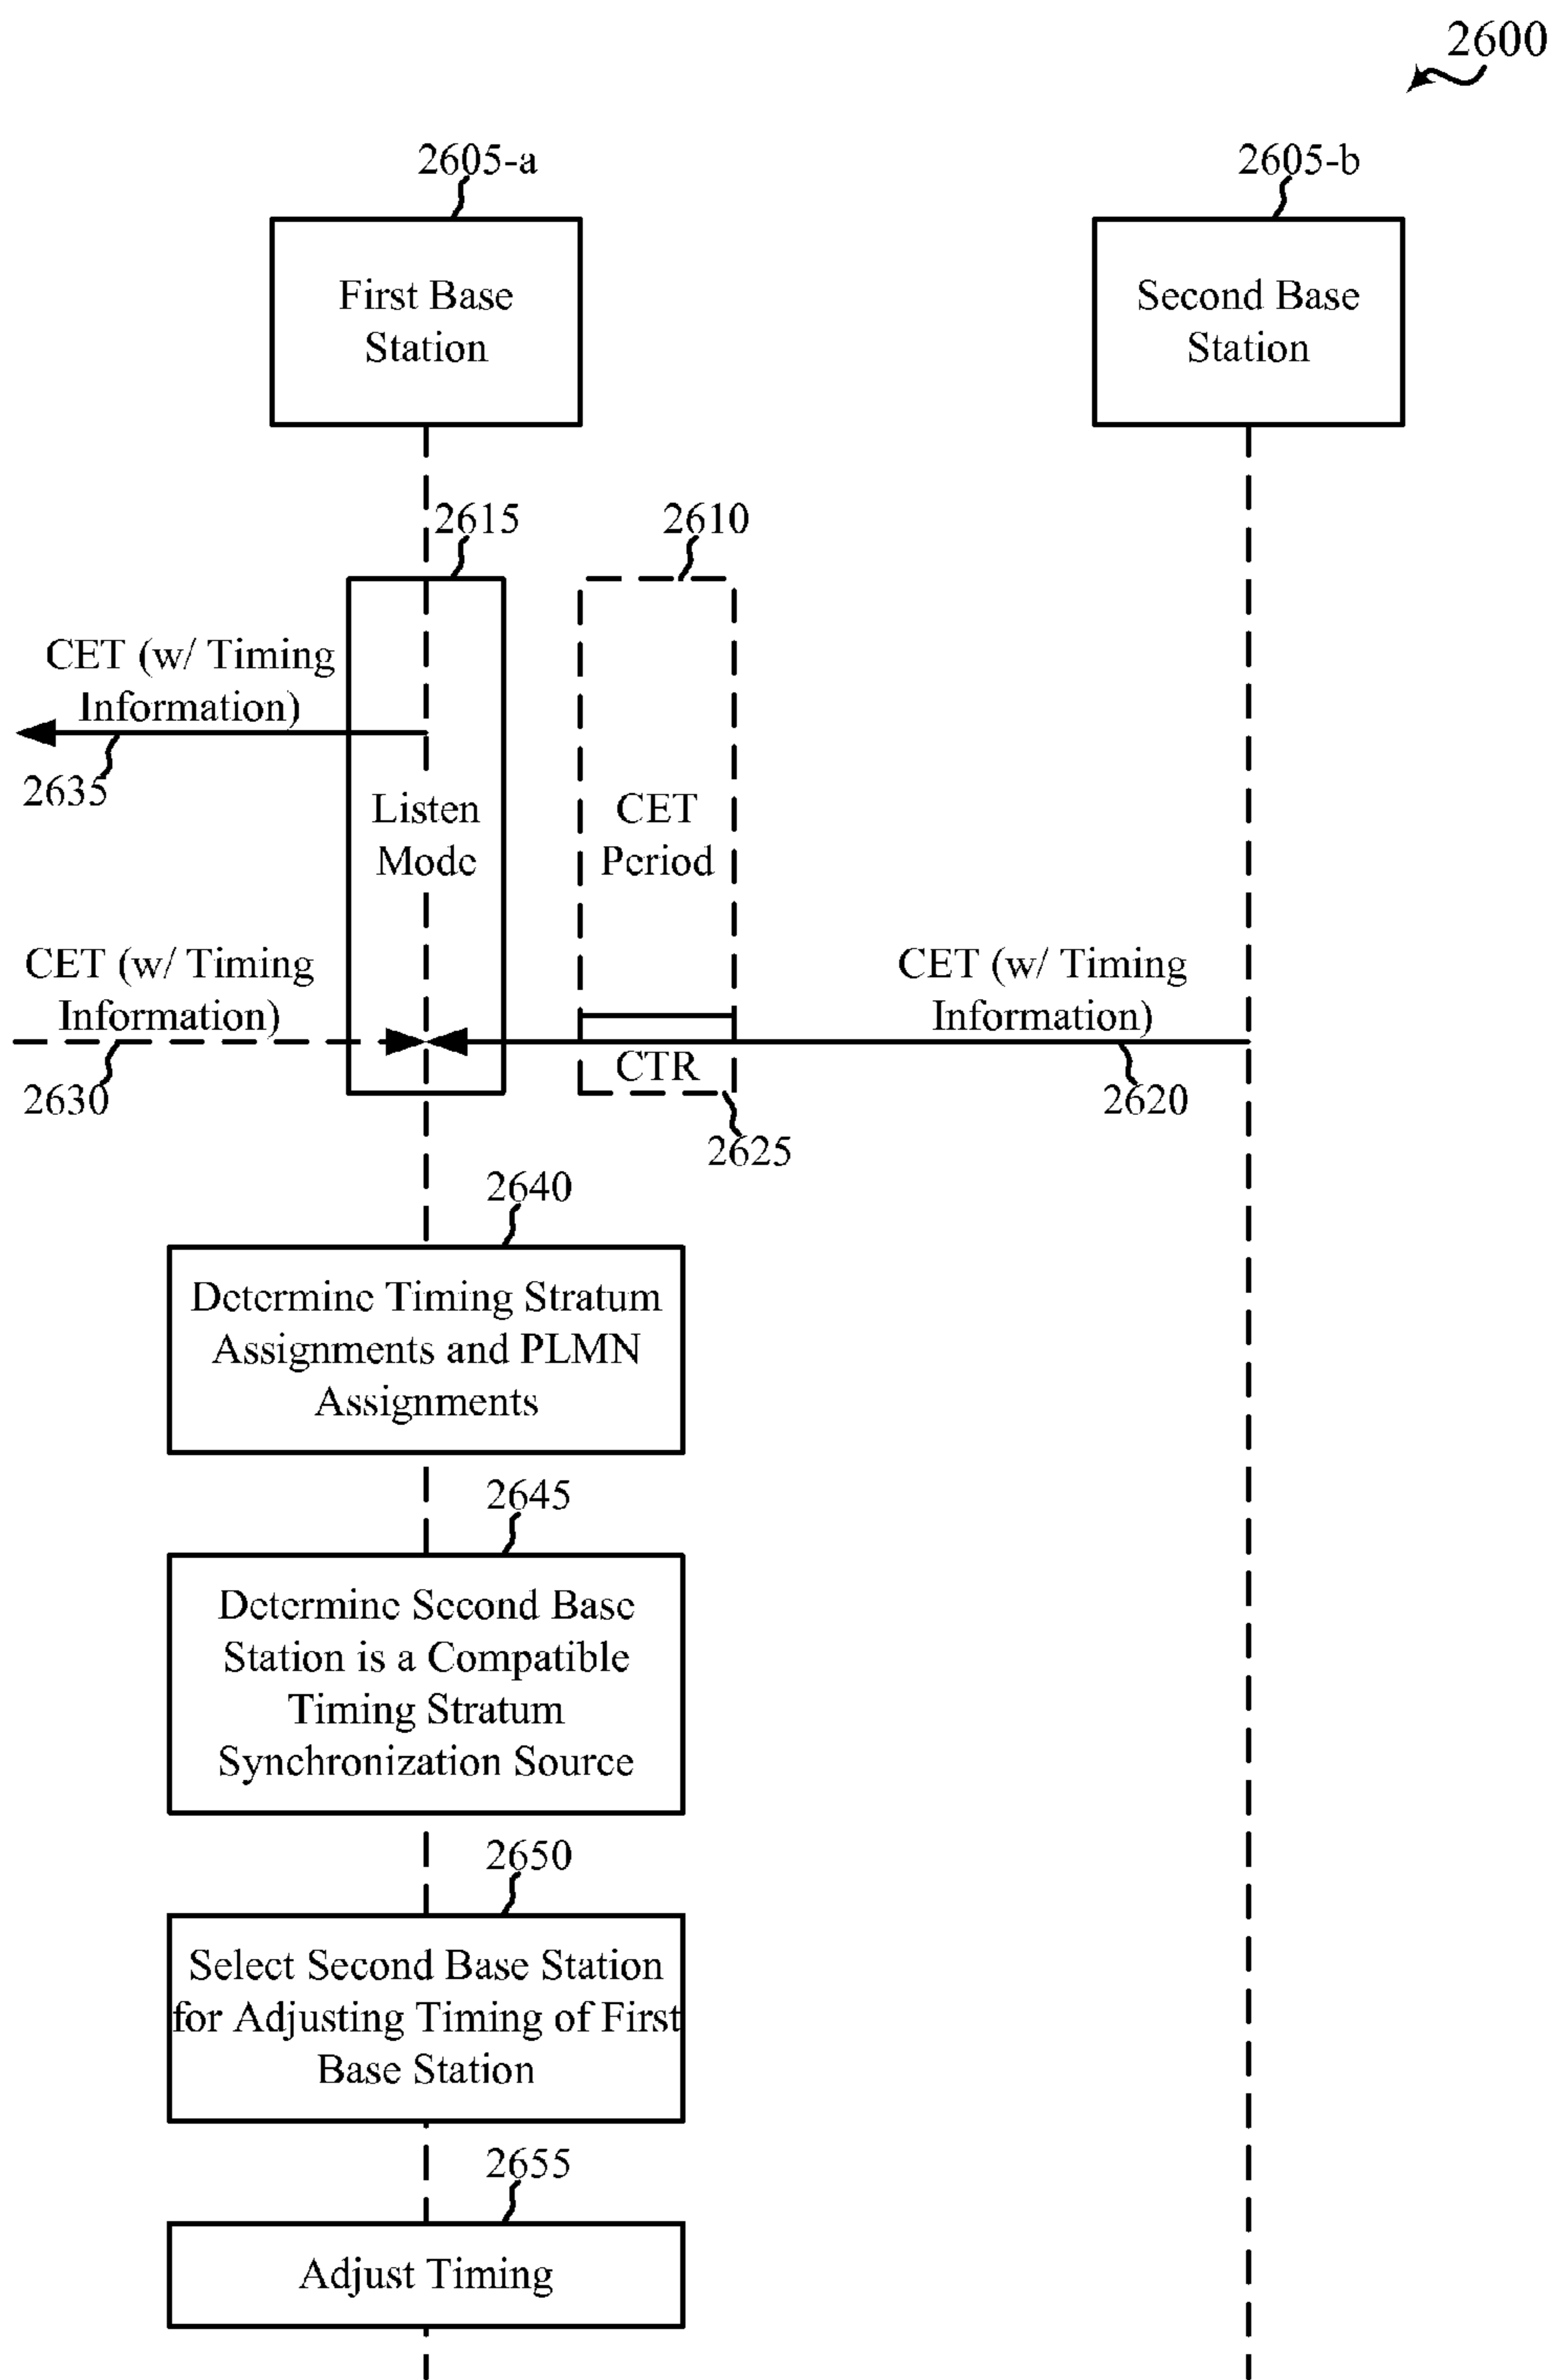 2600
2605-a
2605-b
First Base
Station
Second Base
Station
2615
2610
CET (w/ Timing
Information)
2635
Listen
Mode
CET
Period
CET (w/ Timing
Information)
2630
CET (w/ Timing
Information)
CTR
2620
2625
2640
Determine Timing Stratum
Assignments and PLMN
Assignments
2645
Determine Second Base
Station is a Compatible
Timing Stratum
Synchronization Source
2650
Select Second Base Station
for Adjusting Timing of First
Base Station
2655
Adjust Timing